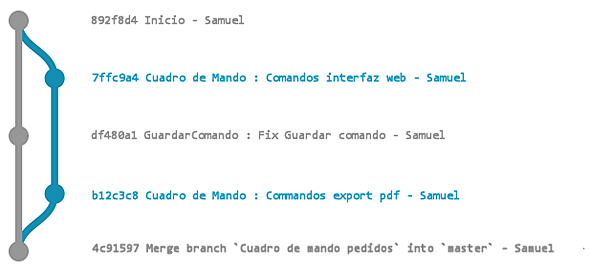 892f8d4 Inicio - Samuel
7ffc9a4 Cuadro de Mando : Comandos interfaz web - Samuel
df480a1 GuardarComando : Fix Guardar comando - Samuel
b12c3c8 Cuadro de Mando : Commandos export pdf - Samuel
4c91597 Merge branch `Cuadro de mando pedidos` into `master` - Samuel